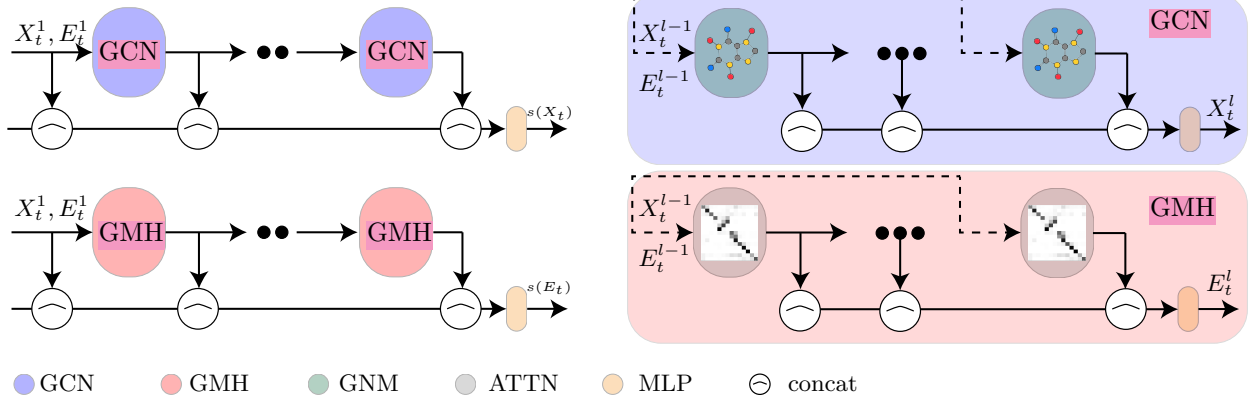 X_t^1, E_t^1
GCN
GCN
s(X_t)
X_t^1, E_t^1
GMH
GMH
s(E_t)
X_t^{l-1}
E_t^{l-1}
GCN
X_t^l
X_t^{l-1}
E_t^{l-1}
GMH
E_t^l
GCN GMH GNM ATTN MLP concat